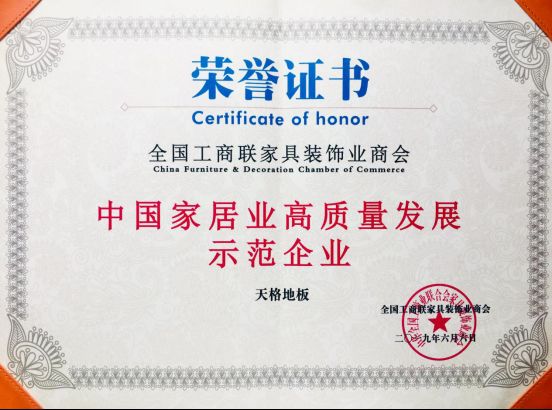 荣誉证书
Certificate of honor
全国工商联家具装饰业商会
China Furniture & Decoration Chamber of Commerce
中国家居业高质量发展
示范企业
天格地板
全国工商联家具装饰业商会
二〇一九年六月六日